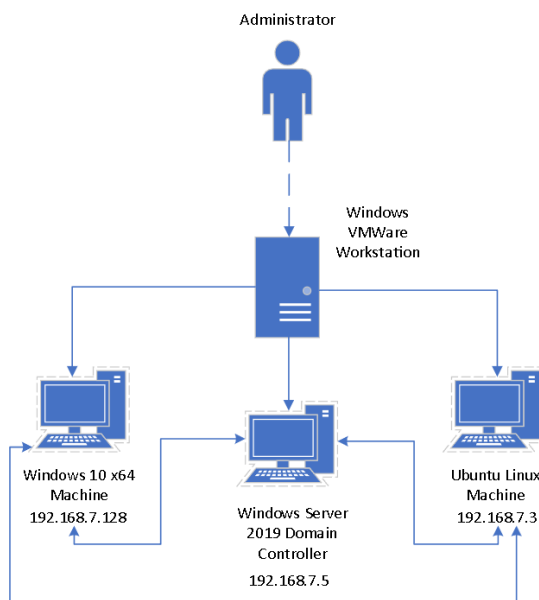 Administrator
Windows
VMWare
Workstation
Windows 10 x64
Machine
192.168.7.128
Windows Server
2019 Domain
Controller
192.168.7.5
Ubuntu Linux
Machine
192.168.7.3